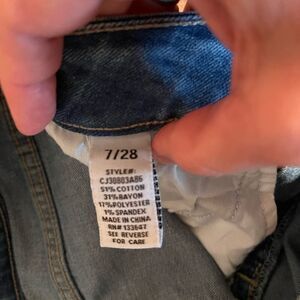 7/28
STYLE#:
CJ30803A86
51% COTTON
31% RAYON
17% POLYESTER
1% SPANDEX
MADE IN CHINA
RN# 133647
SEE REVERSE
FOR CARE